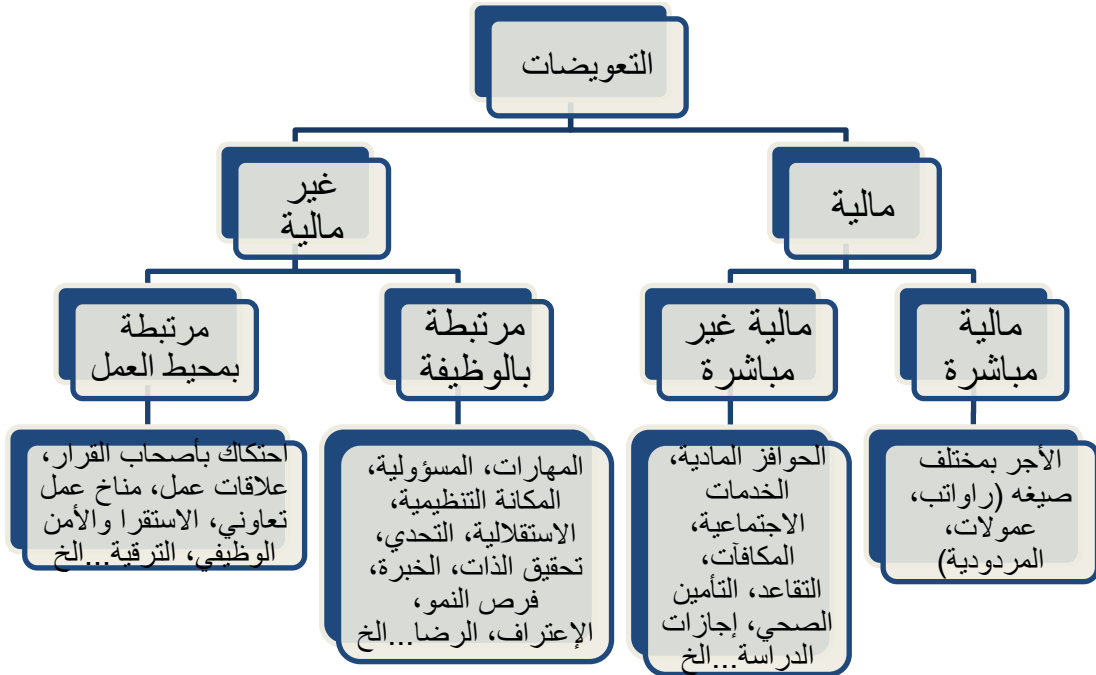 التعويضات
مالية
غير
مالية
مالية
مباشرة
مالية غير
مباشرة
مرتبطة
بالوظيفة
مرتبطة
بمحيط العمل
الأجر بمختلف
صيغه (راواتب،
عمولات،
المردودية)
الحوافز المادية،
الخدمات
الاجتماعية،
المكافآت،
التقاعد، التأمين
الصحي، إجازات
الدراسة...الخ
المهارات، المسؤولية،
المكانة التنظيمية،
الاستقلالية، التحدي،
تحقيق الذات، الخبرة،
فرص النمو،
الإعتراف، الرضا...الخ
احتكاك بأصحاب القرار،
علاقات عمل، مناخ عمل
تعاوني، الاستقرا والأمن
الوظيفي، الترقية...الخ